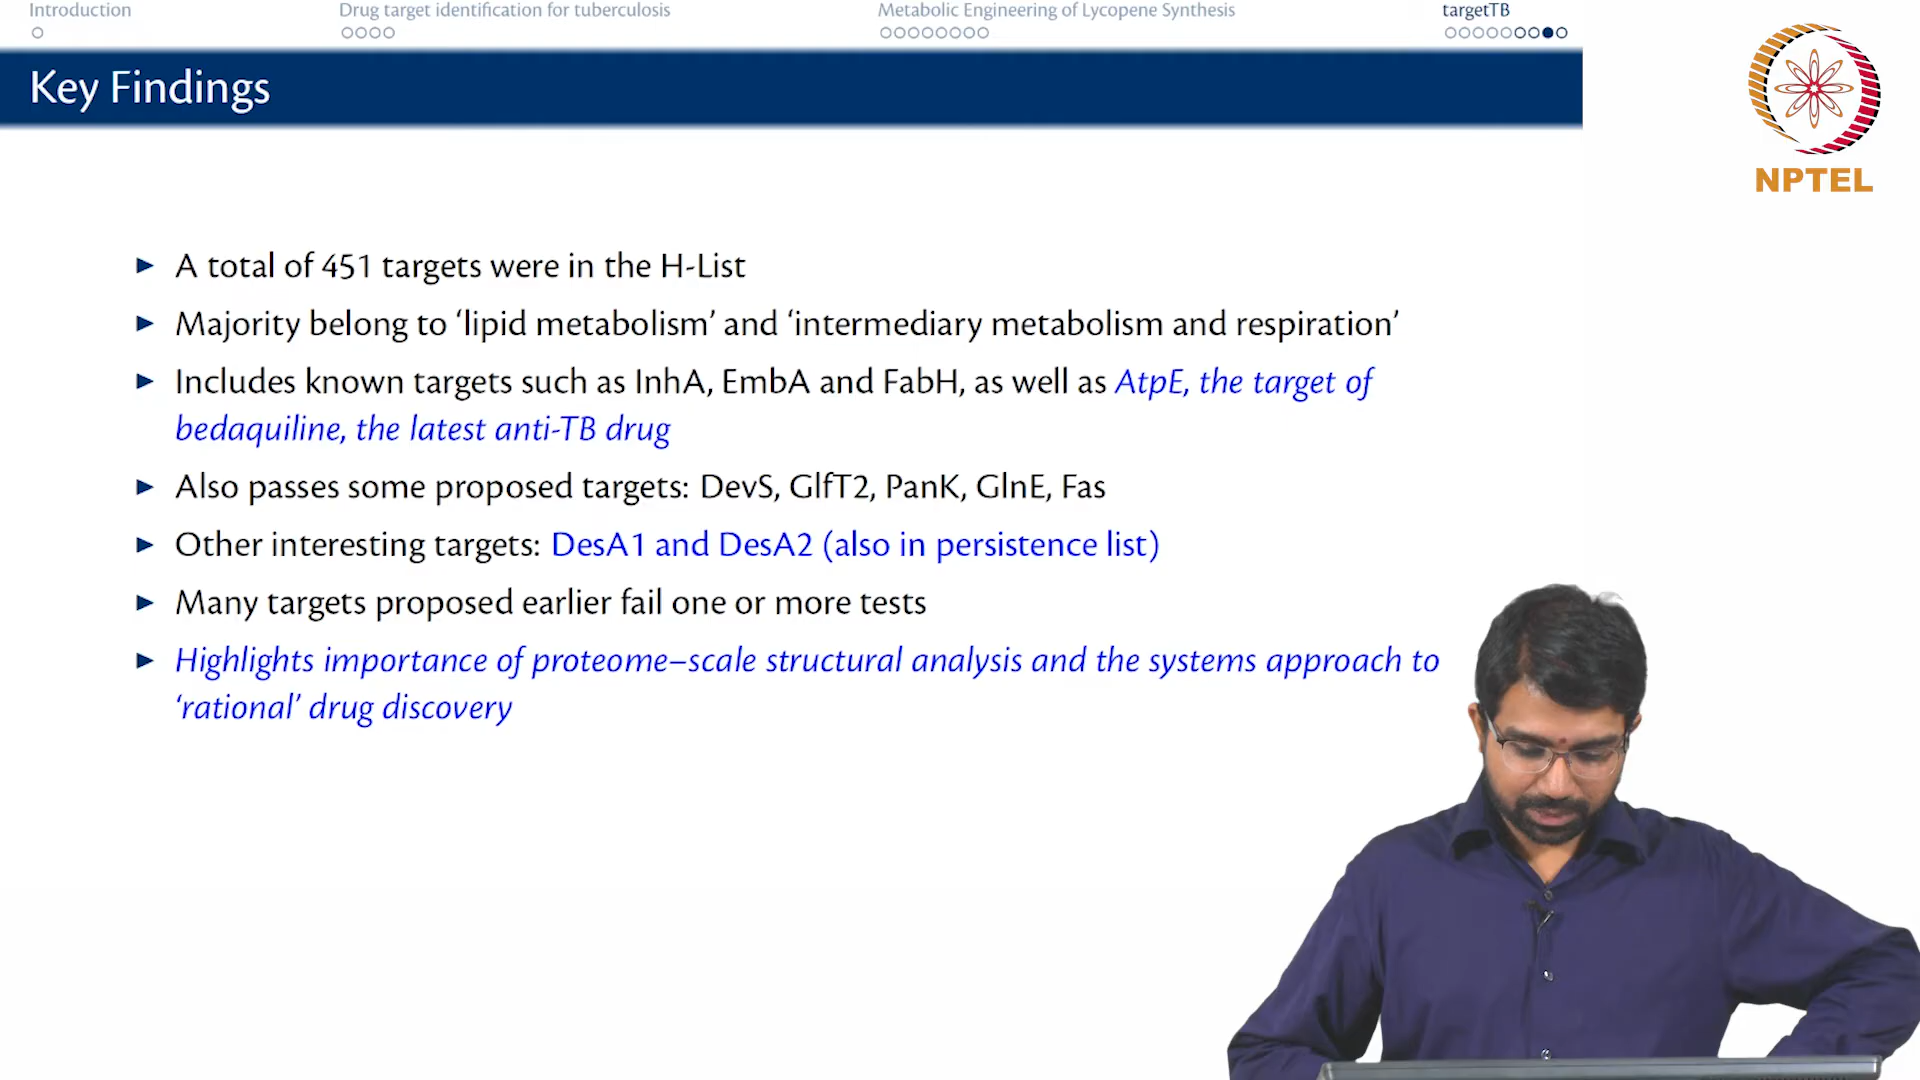 Introduction
Drug target identification for tuberculosis
Metabolic Engineering of Lycopene Synthesis
targetTB
Key Findings
NPTEL
A total of 451 targets were in the H-List
Majority belong to ‘lipid metabolism’ and ‘intermediary metabolism and respiration’
Includes known targets such as InhA, EmbA and FabH, as well as AtpE, the target of
bedaquiline, the latest anti-TB drug
Also passes some proposed targets: DevS, GlfT2, PanK, GlnE, Fas
Other interesting targets: DesA1 and DesA2 (also in persistence list)
Many targets proposed earlier fail one or more tests
Highlights importance of proteome–scale structural analysis and the systems approach to
‘rational’ drug discovery